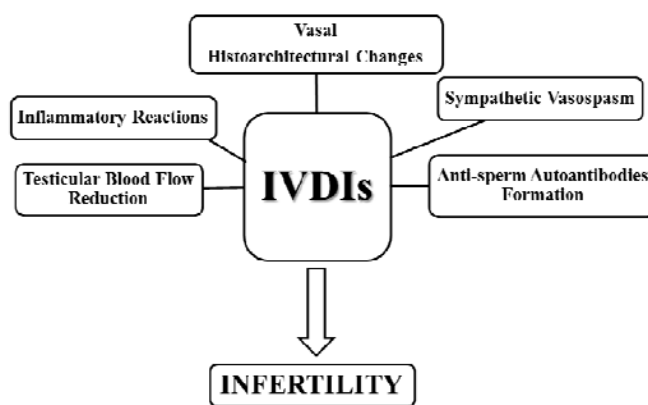 Vasal
Histoarchitectural Changes
Sympathetic Vasospasm
Inflammatory Reactions
IVDIs
Testicular Blood Flow
Reduction
Anti-sperm Autoantibodies
Formation
INFERTILITY